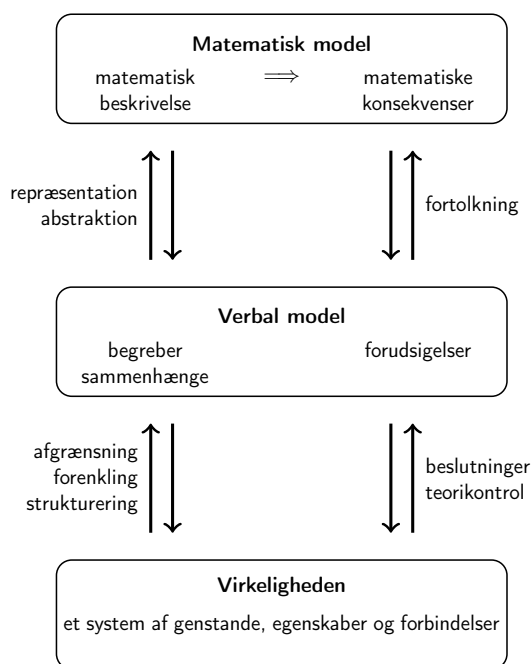 Matematisk model
matematisk ⟹ matematiske
beskrivelse konsekvenser
repræsentation
abstraktion
fortolkning
Verbal model
begreber forudsigelser
sammenhænge
afgrænsning
forenkling
strukturering
beslutninger
teorikontrol
Virkeligheden
et system af genstande, egenskaber og forbindelser